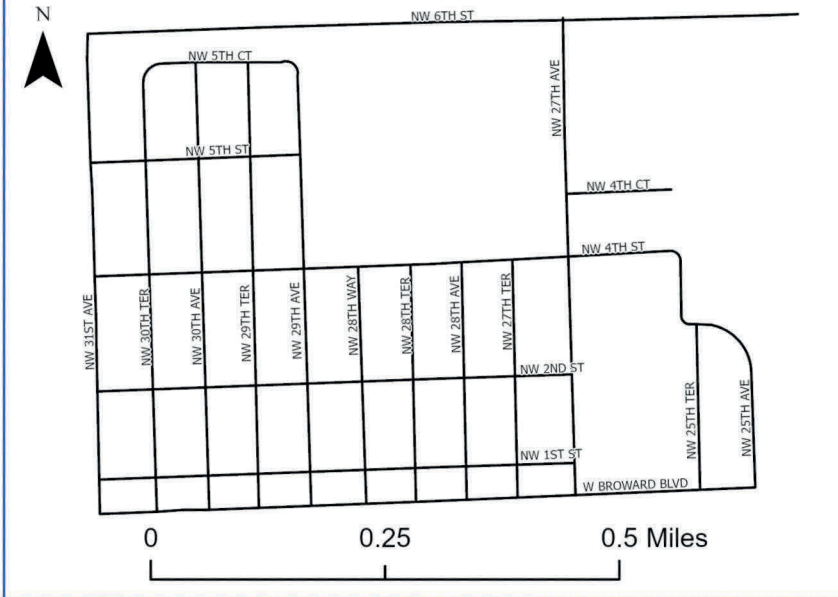 N
NW 6TH ST
NW 5TH CT
NW 27TH AVE
NW 5TH ST
NW 4TH CT
NW 4TH ST
NW 31ST AVE
NW 30TH TER
NW 30TH AVE
NW 29TH TER
NW 29TH AVE
NW 28TH WAY
NW 28TH TER
NW 28TH AVE
NW 27TH TER
NW 2ND ST
NW 25TH TER
NW 25TH AVE
NW 1ST ST
W BROWARD BLVD
0 0.25 0.5 Miles